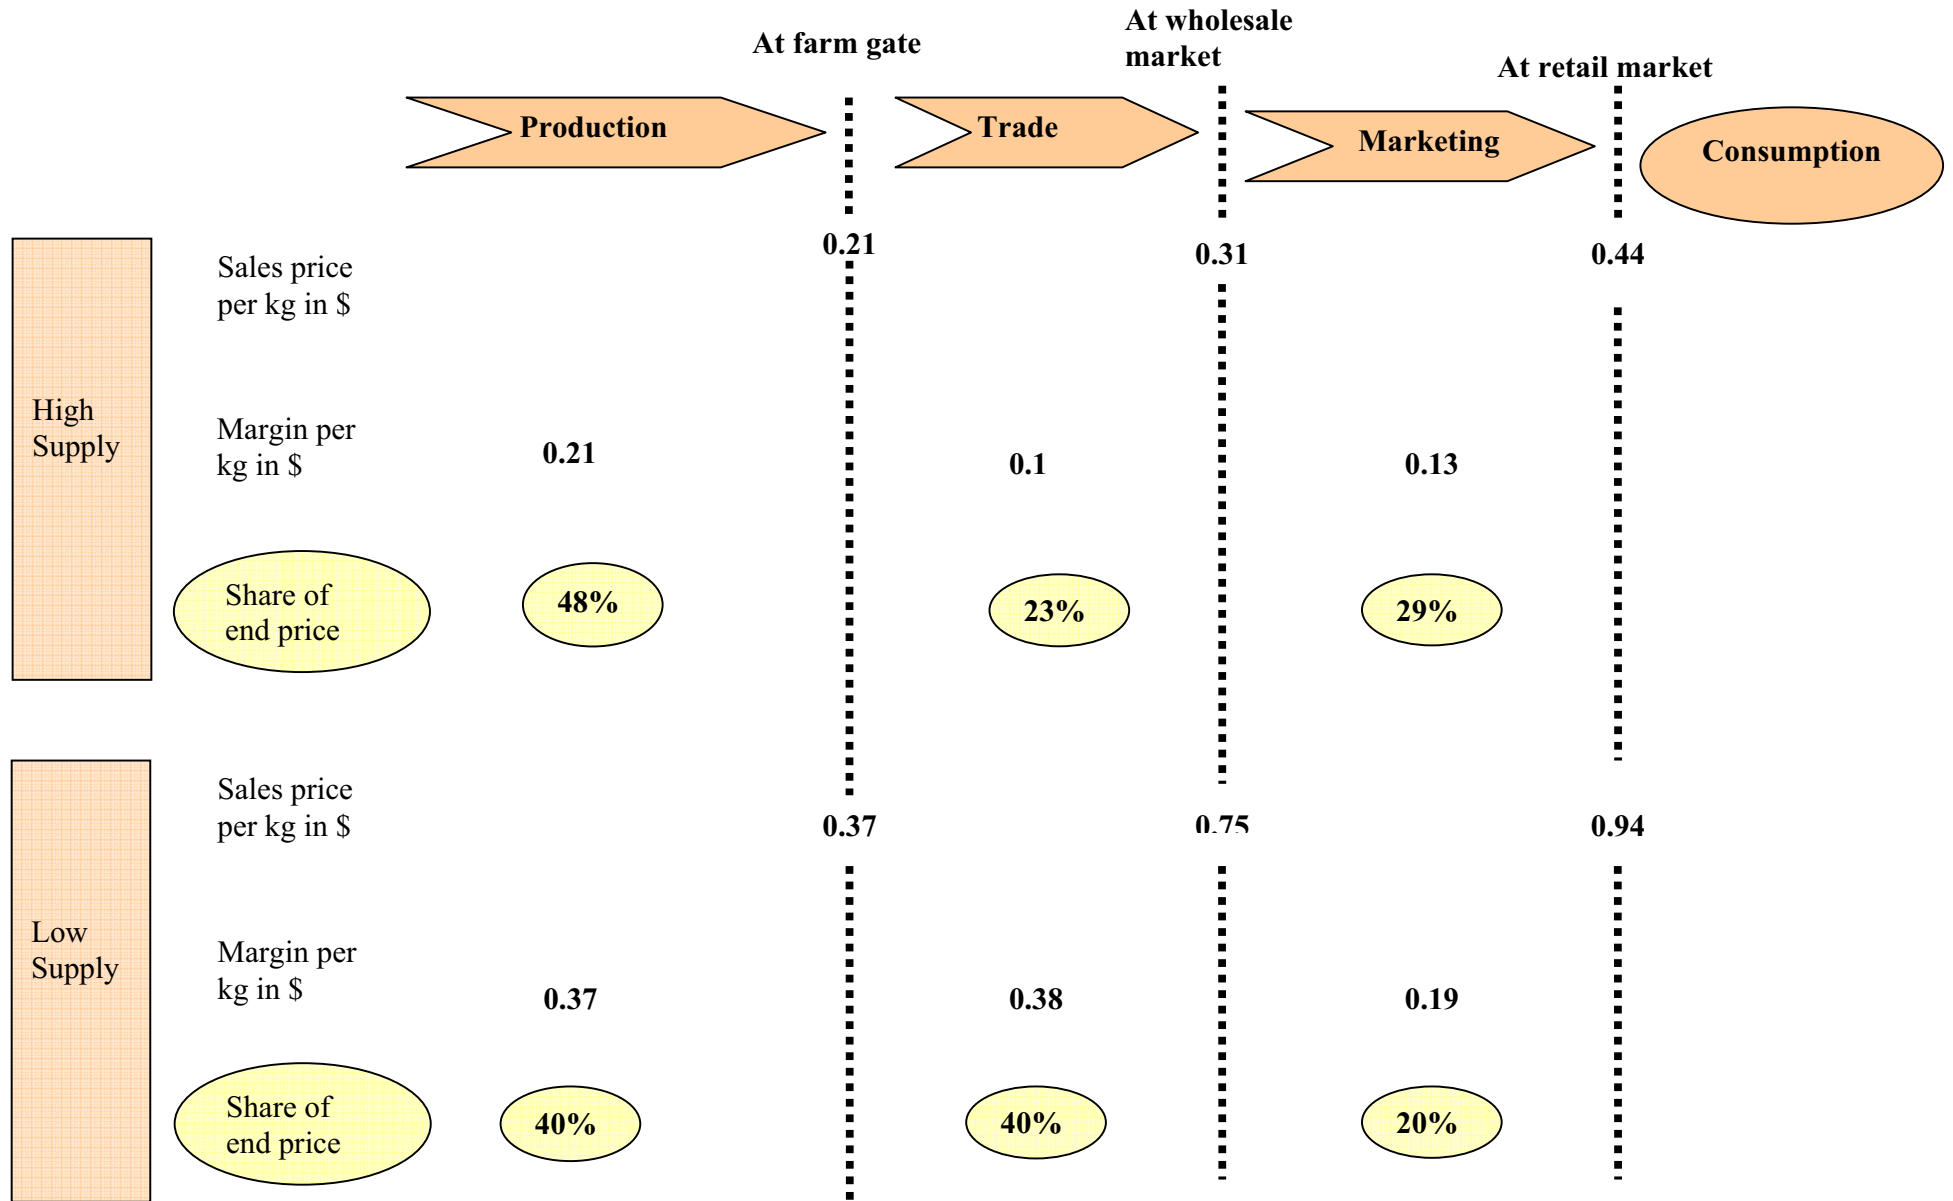 At farm gate
At wholesale
market
At retail market
Production
Trade
Marketing
Consumption
High
Supply
Sales price
per kg in $
0.21
0.31
0.44
Margin per
kg in $
0.21
0.1
0.13
Share of
end price
48%
23%
29%
Low
Supply
Sales price
per kg in $
0.37
0.75
0.94
Margin per
kg in $
0.37
0.38
0.19
Share of
end price
40%
40%
20%